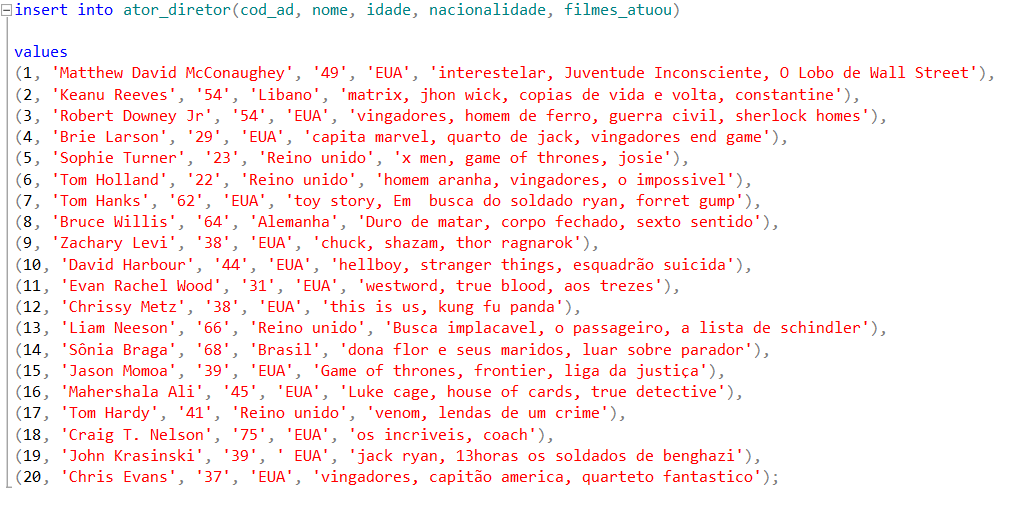 insert into ator_diretor(cod_ad, nome, idade, nacionalidade, filmes_atuou)
values
(1, 'Matthew David McConaughey', '49', 'EUA', 'interestelar, Juventude Inconsciente, O Lobo de Wall Street'),
(2, 'Keanu Reeves', '54', 'Libano', 'matrix, jhon wick, copias de vida e volta, constantine'),
(3, 'Robert Downey Jr', '54', 'EUA', 'vingadores, homem de ferro, guerra civil, sherlock homes'),
(4, 'Brie Larson', '29', 'EUA', 'capita marvel, quarto de jack, vingadores end game'),
(5, 'Sophie Turner', '23', 'Reino unido', 'x men, game of thrones, josie'),
(6, 'Tom Holland', '22', 'Reino unido', 'homem aranha, vingadores, o impossivel'),
(7, 'Tom Hanks', '62', 'EUA', 'toy story, Em  busca do soldado ryan, forret gump'),
(8, 'Bruce Willis', '64', 'Alemanha', 'Duro de matar, corpo fechado, sexto sentido'),
(9, 'Zachary Levi', '38', 'EUA', 'chuck, shazam, thor ragnarok'),
(10, 'David Harbour', '44', 'EUA', 'hellboy, stranger things, esquadrão suicida'),
(11, 'Evan Rachel Wood', '31', 'EUA', 'westword, true blood, aos trezes'),
(12, 'Chrissy Metz', '38', 'EUA', 'this is us, kung fu panda'),
(13, 'Liam Neeson', '66', 'Reino unido', 'Busca implacavel, o passageiro, a lista de schindler'),
(14, 'Sônia Braga', '68', 'Brasil', 'dona flor e seus maridos, luar sobre parador'),
(15, 'Jason Momoa', '39', 'EUA', 'Game of thrones, frontier, liga da justiça'),
(16, 'Mahershala Ali', '45', 'EUA', 'Luke cage, house of cards, true detective'),
(17, 'Tom Hardy', '41', 'Reino unido', 'venom, lendas de um crime'),
(18, 'Craig T. Nelson', '75', 'EUA', 'os incriveis, coach'),
(19, 'John Krasinski', '39', ' EUA', 'jack ryan, 13horas os soldados de benghazi'),
(20, 'Chris Evans', '37', 'EUA', 'vingadores, capitão america, quarteto fantastico');